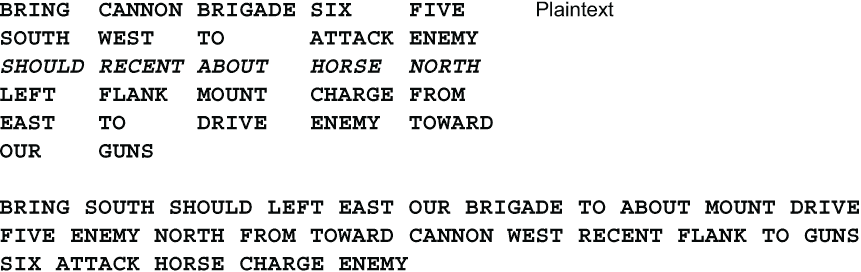 BRING CANNON BRIGADE SIX FIVE Plaintext
SOUTH WEST TO ATTACK ENEMY
SHOULD RECENT ABOUT HORSE NORTH
LEFT FLANK MOUNT CHARGE FROM
EAST TO DRIVE ENEMY TOWARD
OUR GUNS
BRING SOUTH SHOULD LEFT EAST OUR BRIGADE TO ABOUT MOUNT DRIVE
FIVE ENEMY NORTH FROM TOWARD CANNON WEST RECENT FLANK TO GUNS
SIX ATTACK HORSE CHARGE ENEMY